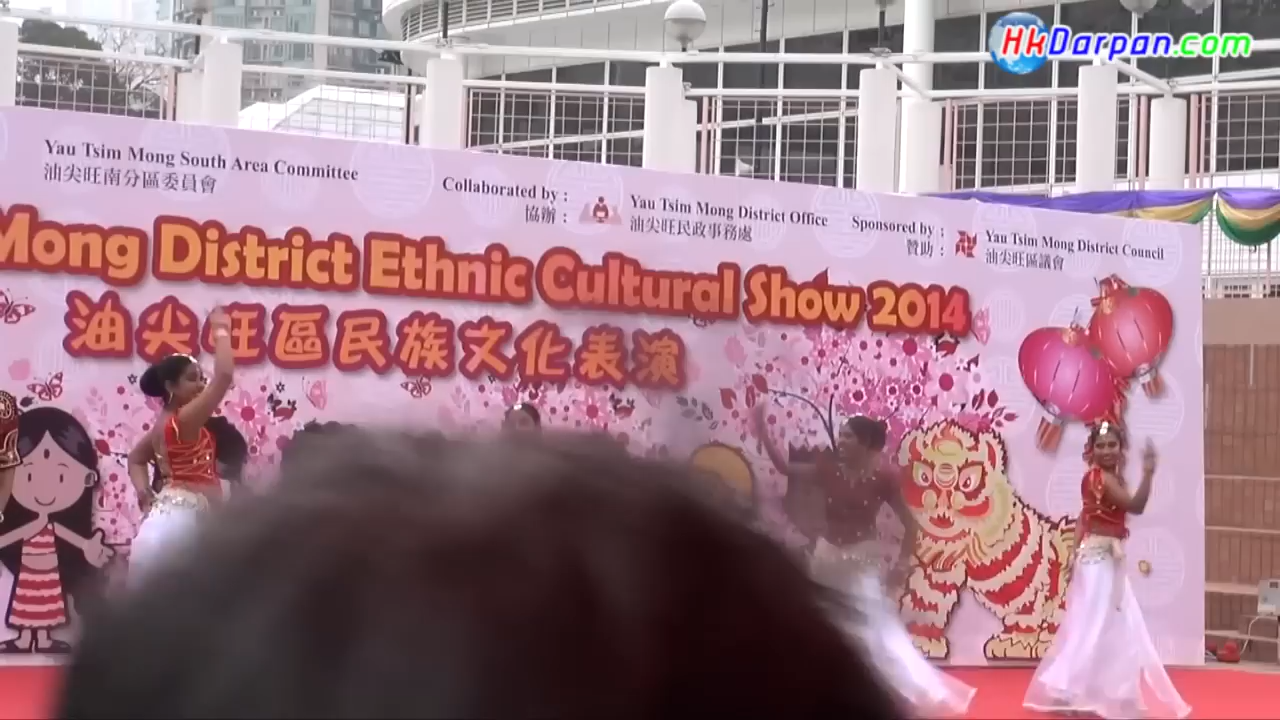 HkDarpan.com
Yau Tsim Mong South Area Committee
油尖旺南分區委員會
Collaborated by :
協辦 :
Yau Tsim Mong District Office
油尖旺民政事務處
Sponsored by :
贊助 :
Yau Tsim Mong District Council
油尖旺區議會
Mong District Ethnic Cultural Show 2014
油尖旺區民族文化表演